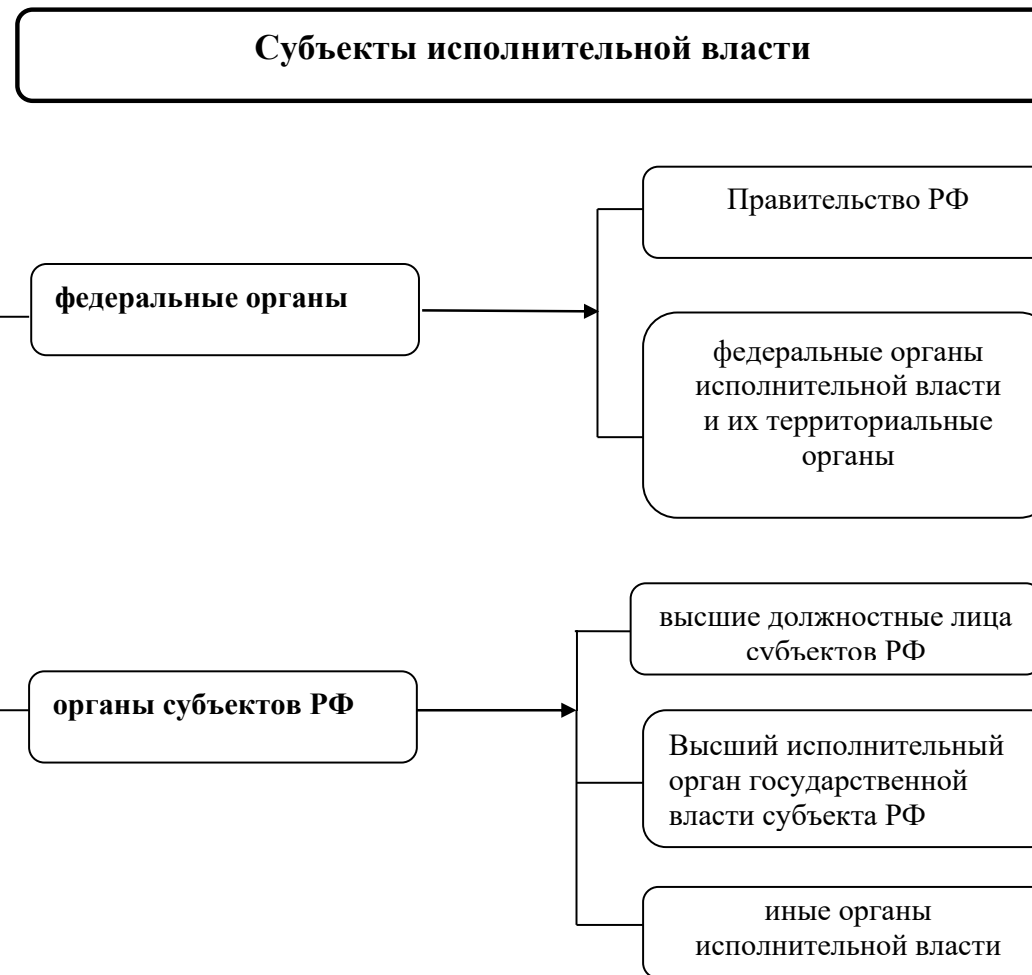 Субъекты исполнительной власти
Правительство РФ
федеральные органы
федеральные органы
исполнительной власти
и их территориальные
органы
высшие должностные лица
субъектов РФ
органы субъектов РФ
Высший исполнительный
орган государственной
власти субъекта РФ
иные органы
исполнительной власти